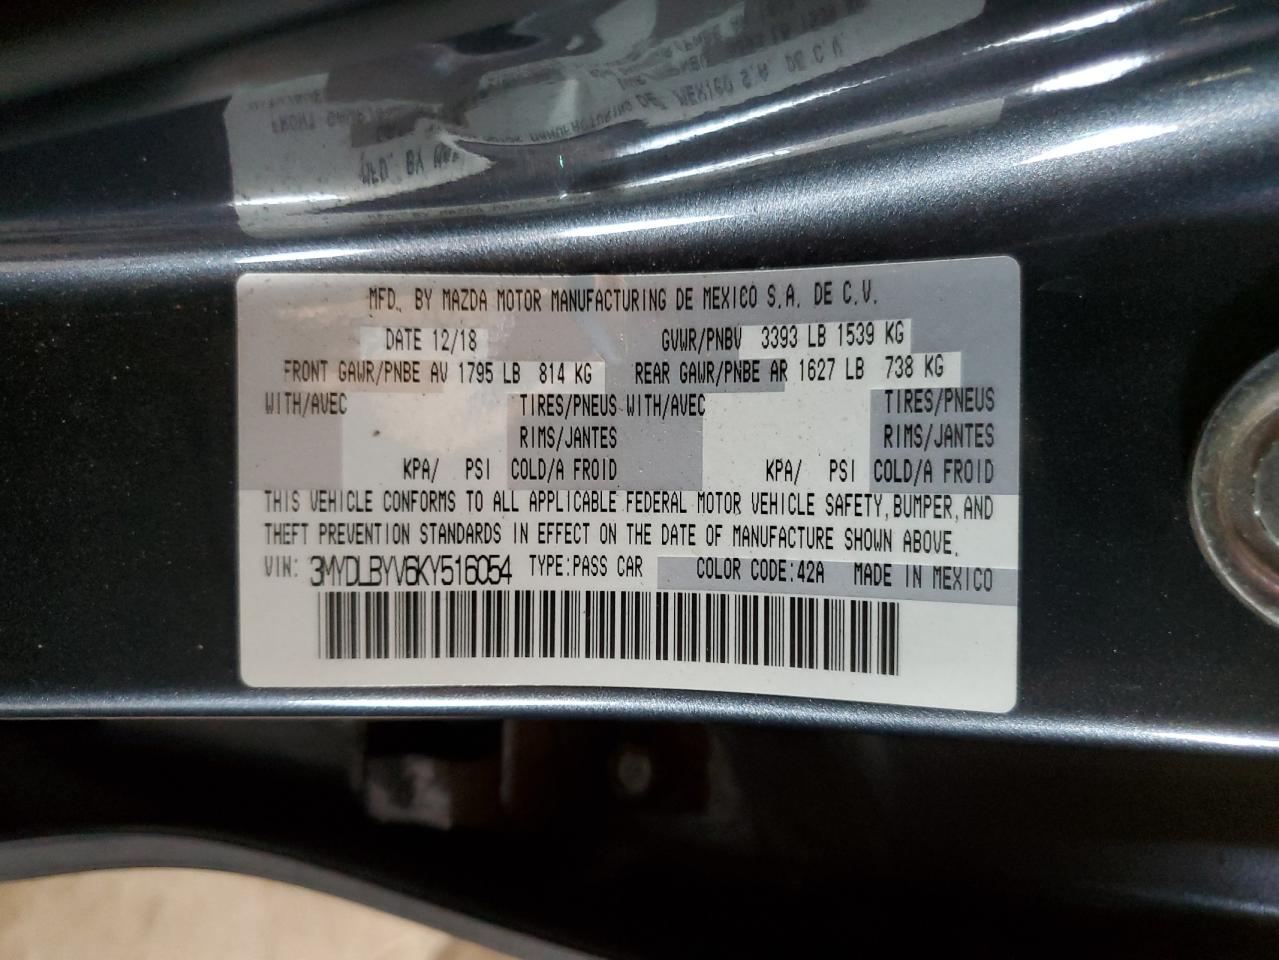 MFD. BY MAZDA MOTOR MANUFACTURING DE MEXICO S.A. DE C.V.
DATE 12/18 GVWR/PNBV 3393 LB 1539 KG
FRONT GAWR/PNBE AV 1795 LB 814 KG REAR GAWR/PNBE AR 1627 LB 738 KG
WITH/AVEC TIRES/PNEUS WITH/AVEC TIRES/PNEUS
RIMS/JANTES RIMS/JANTES
KPA/ PSI COLD/A FROID KPA/ PSI COLD/A FROID
THIS VEHICLE CONFORMS TO ALL APPLICABLE FEDERAL MOTOR VEHICLE SAFETY, BUMPER, AND
THEFT PREVENTION STANDARDS IN EFFECT ON THE DATE OF MANUFACTURE SHOWN ABOVE.
VIN: 3MYDLBYV6KY516054 TYPE:PASS CAR COLOR CODE:42A MADE IN MEXICO